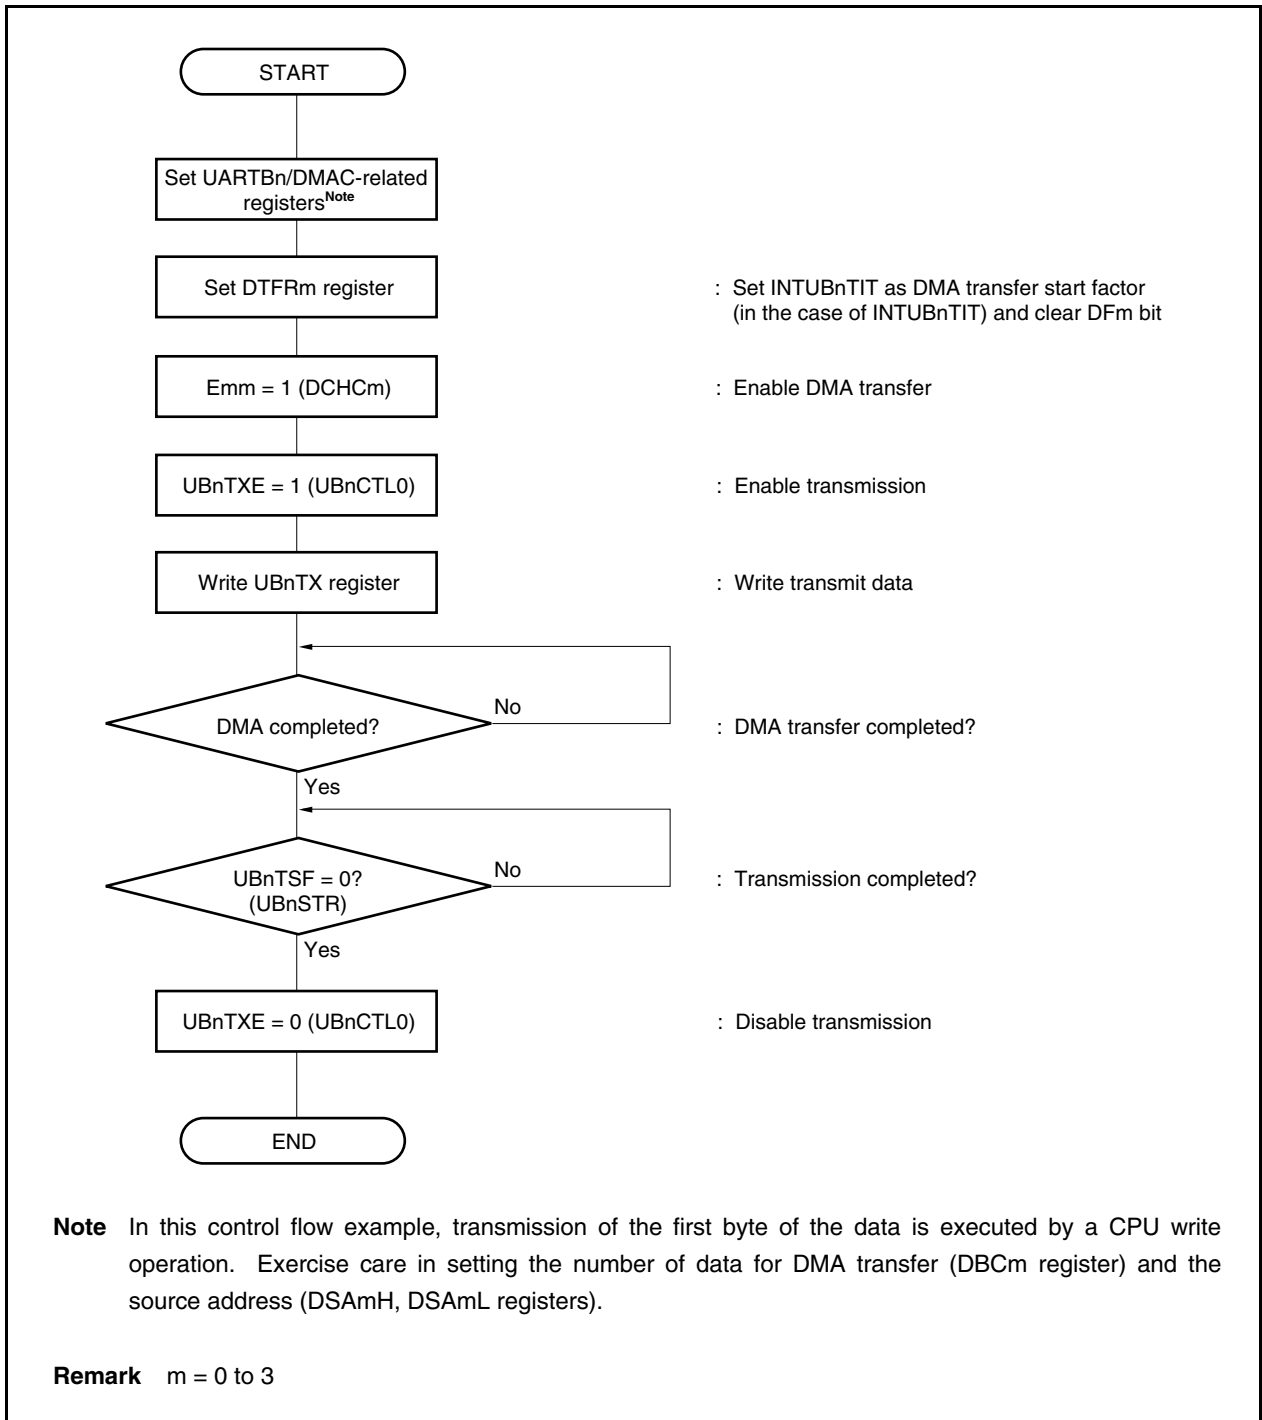 START
Set UARTBn/DMAC-related
registersNote
Set DTFRm register
: Set INTUBnTIT as DMA transfer start factor
(in the case of INTUBnTIT) and clear DFm bit
Emm = 1 (DCHCm)
: Enable DMA transfer
UBnTXE = 1 (UBnCTL0)
: Enable transmission
Write UBnTX register
: Write transmit data
No
DMA completed?
: DMA transfer completed?
Yes
No
UBnTSF = 0?
(UBnSTR)
: Transmission completed?
Yes
UBnTXE = 0 (UBnCTL0)
: Disable transmission
END
Note In this control flow example, transmission of the first byte of the data is executed by a CPU write
operation. Exercise care in setting the number of data for DMA transfer (DBCm register) and the
source address (DSAmH, DSAmL registers).
Remark m = 0 to 3